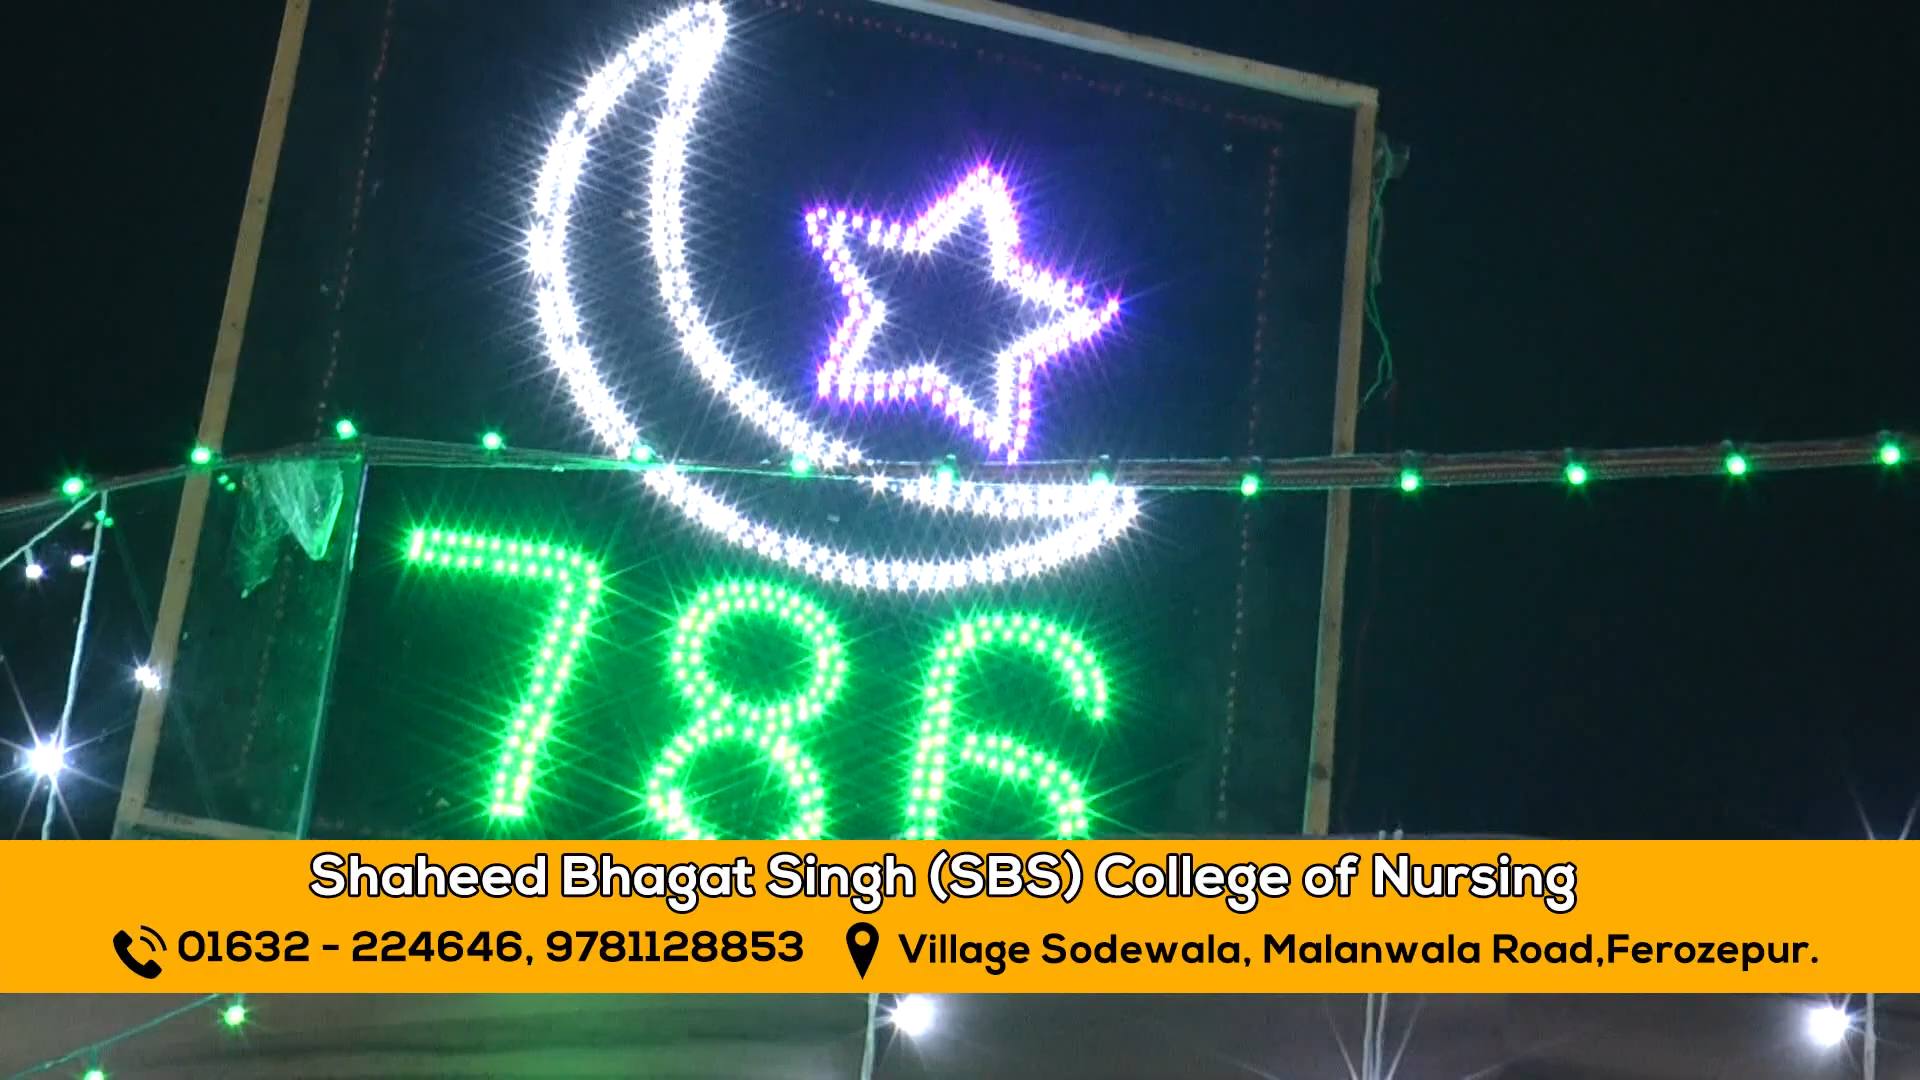 786
Shaheed Bhagat Singh (SBS) College of Nursing
01632 - 224646, 9781128853
Village Sodewala, Malanwala Road,Ferozepur.